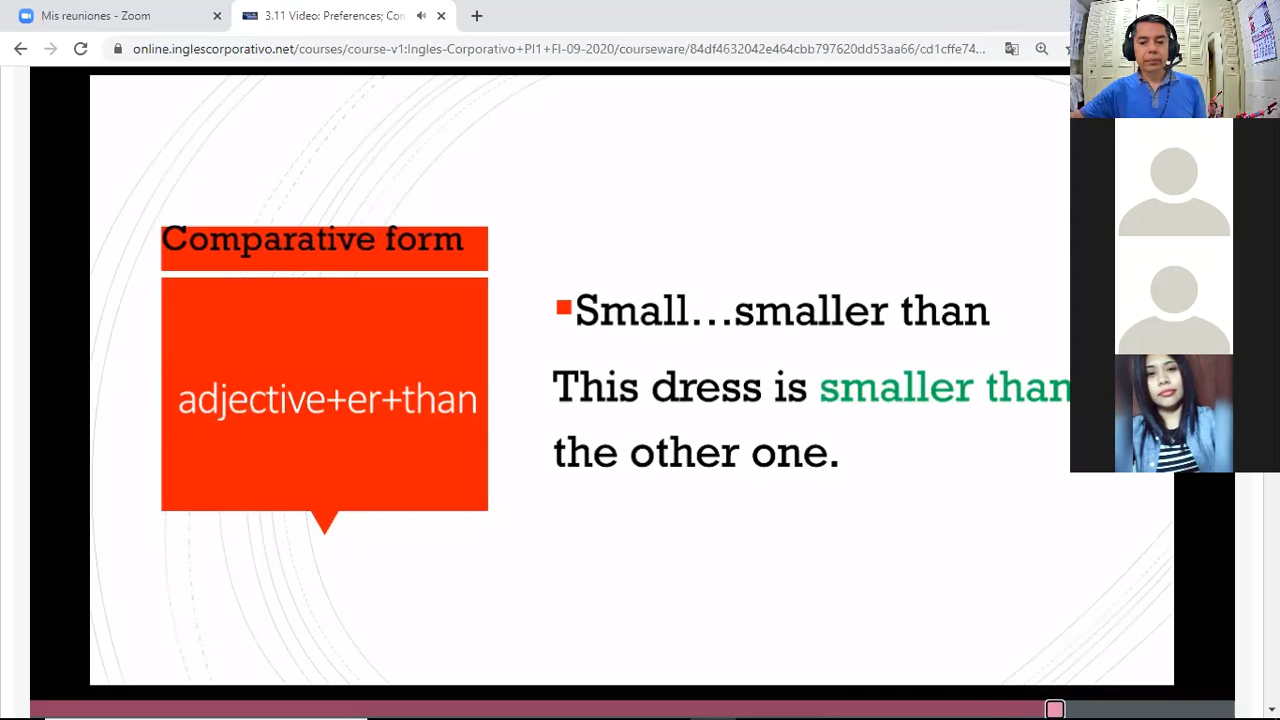 Mis reuniones - Zoom
3.11 Video: Preferences; Con
online.inglescorporativo.net/courses/course-v1:Ingles-Corporativo+PI1+FI-09-2020/courseware/84df4632042e464cbb797620dd53aa66/cd1cffe74...
Comparative form
adjective+er+than
Small...smaller than
This dress is smaller than
the other one.